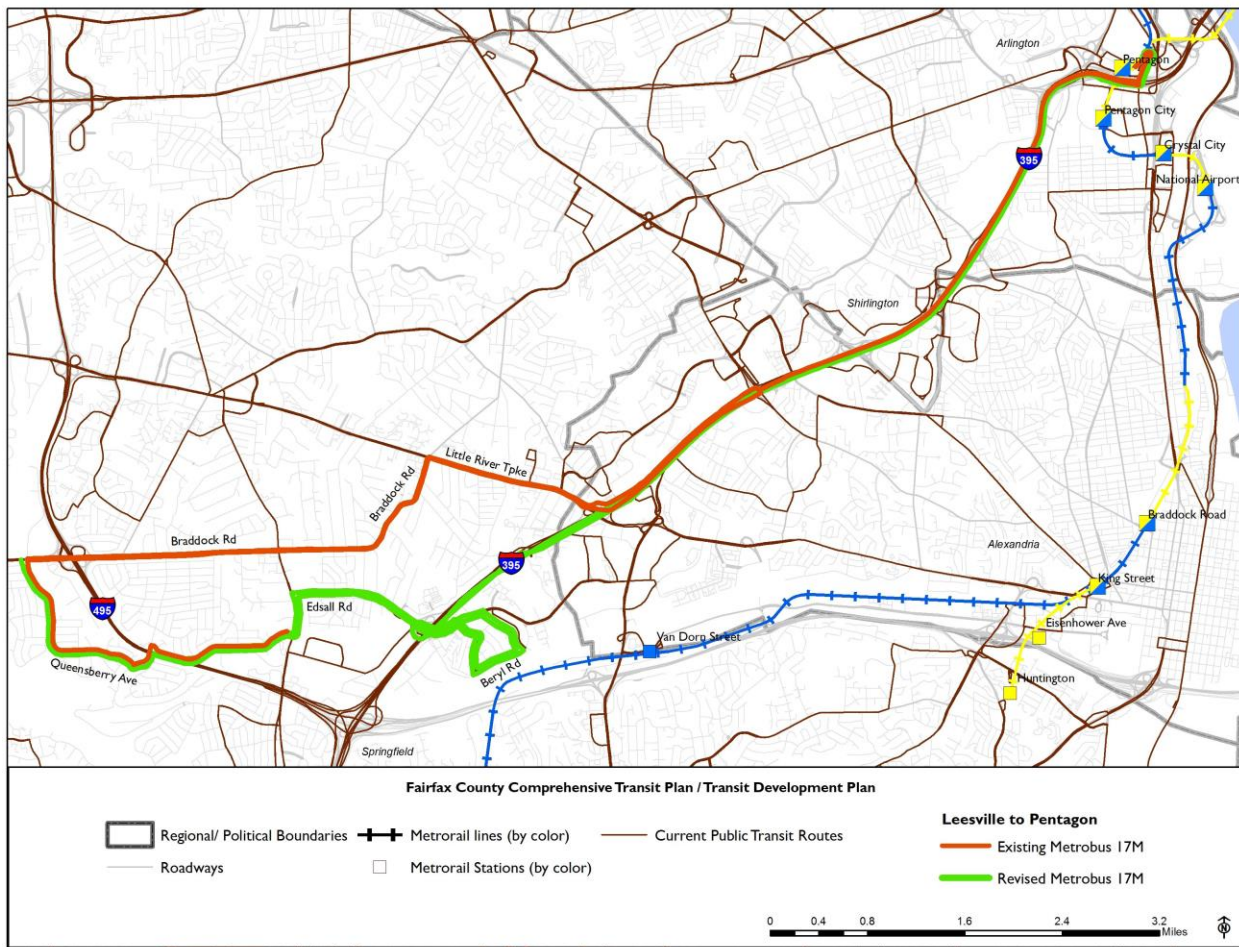 Arlington
Pentagon
Pentagon City
395
Crystal City
National Airport
Shirlington
Little River Tpke
Braddock Rd
Braddock Rd
Braddock Road
395
Alexandria
King Street
495
Edsall Rd
Eisenhower Ave
Van Dorn Street
Queensberry Ave
Beryl Rd
Huntington
Springfield
Fairfax County Comprehensive Transit Plan / Transit Development Plan
Regional/ Political Boundaries
Metrorail lines (by color)
Current Public Transit Routes
Roadways
Metrorail Stations (by color)
Leesville to Pentagon
Existing Metrobus 17M
Revised Metrobus 17M
0 0.4 0.8 1.6 2.4 3.2
Miles
N